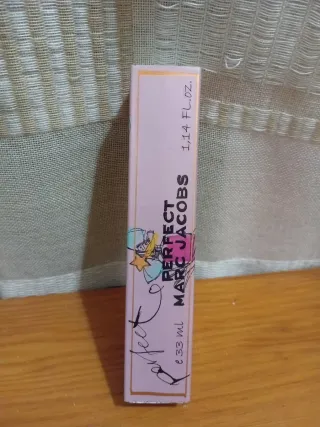 Perfect
PERFECT
MARC JACOBS
e 33 ml
1,14 FL.OZ.